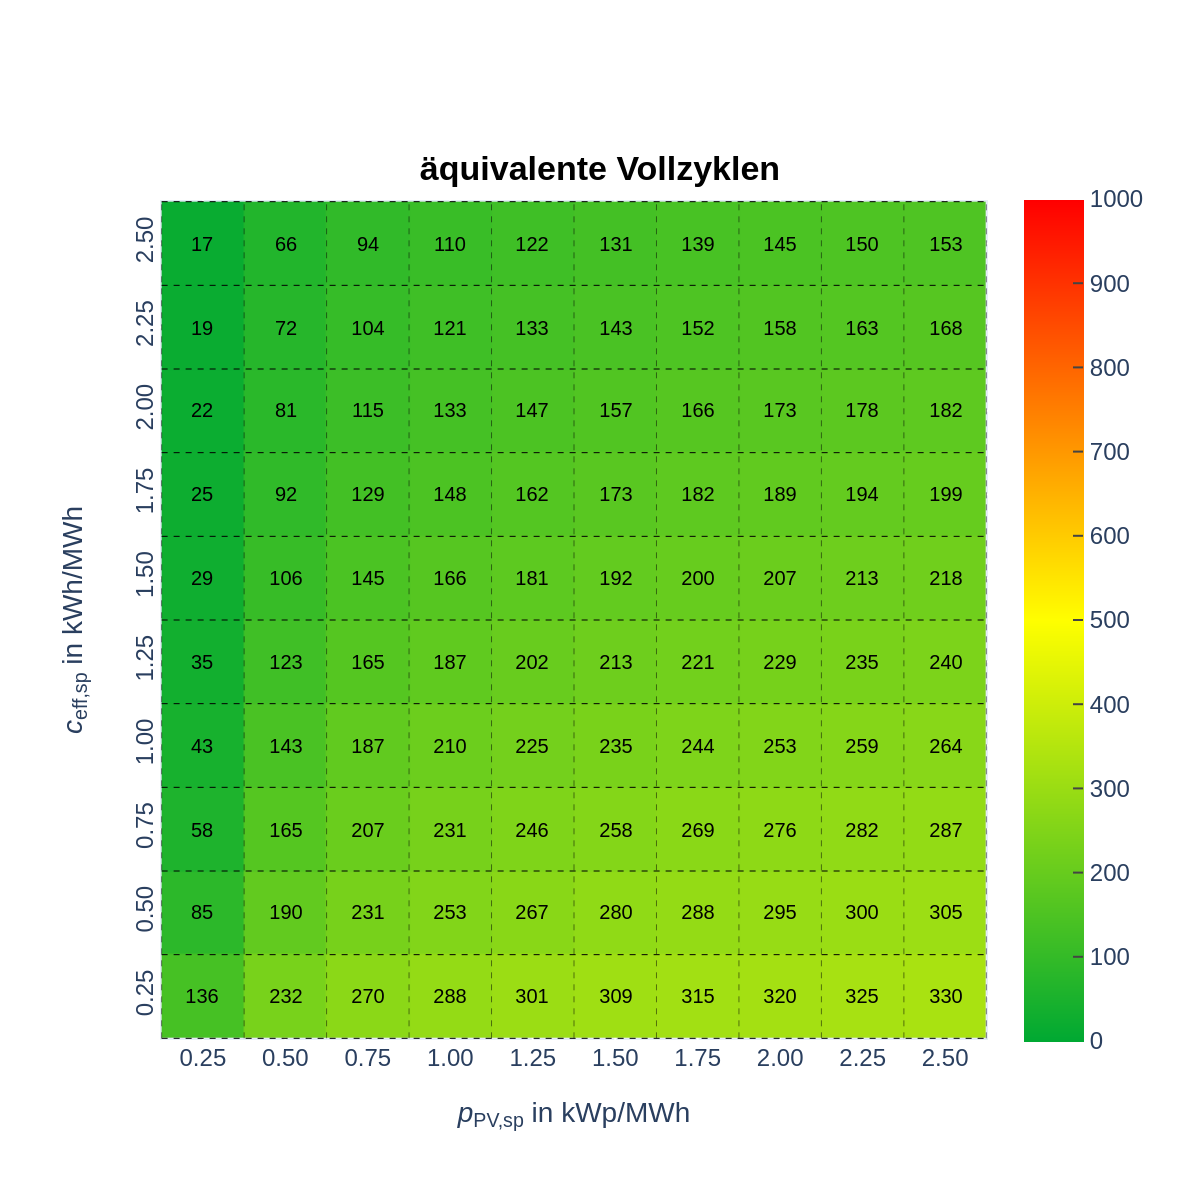 äquivalente Vollzyklen
2.50 17 66 94 110 122 131 139 145 150 153
2.25 19 72 104 121 133 143 152 158 163 168
2.00 22 81 115 133 147 157 166 173 178 182
1.75 25 92 129 148 162 173 182 189 194 199
1.50 29 106 145 166 181 192 200 207 213 218
1.25 35 123 165 187 202 213 221 229 235 240
1.00 43 143 187 210 225 235 244 253 259 264
0.75 58 165 207 231 246 258 269 276 282 287
0.50 85 190 231 253 267 280 288 295 300 305
0.25 136 232 270 288 301 309 315 320 325 330
0.25 0.50 0.75 1.00 1.25 1.50 1.75 2.00 2.25 2.50
p_PV,sp in kWp/MWh
c_eff,sp in kWh/MWh
1000
900
800
700
600
500
400
300
200
100
0